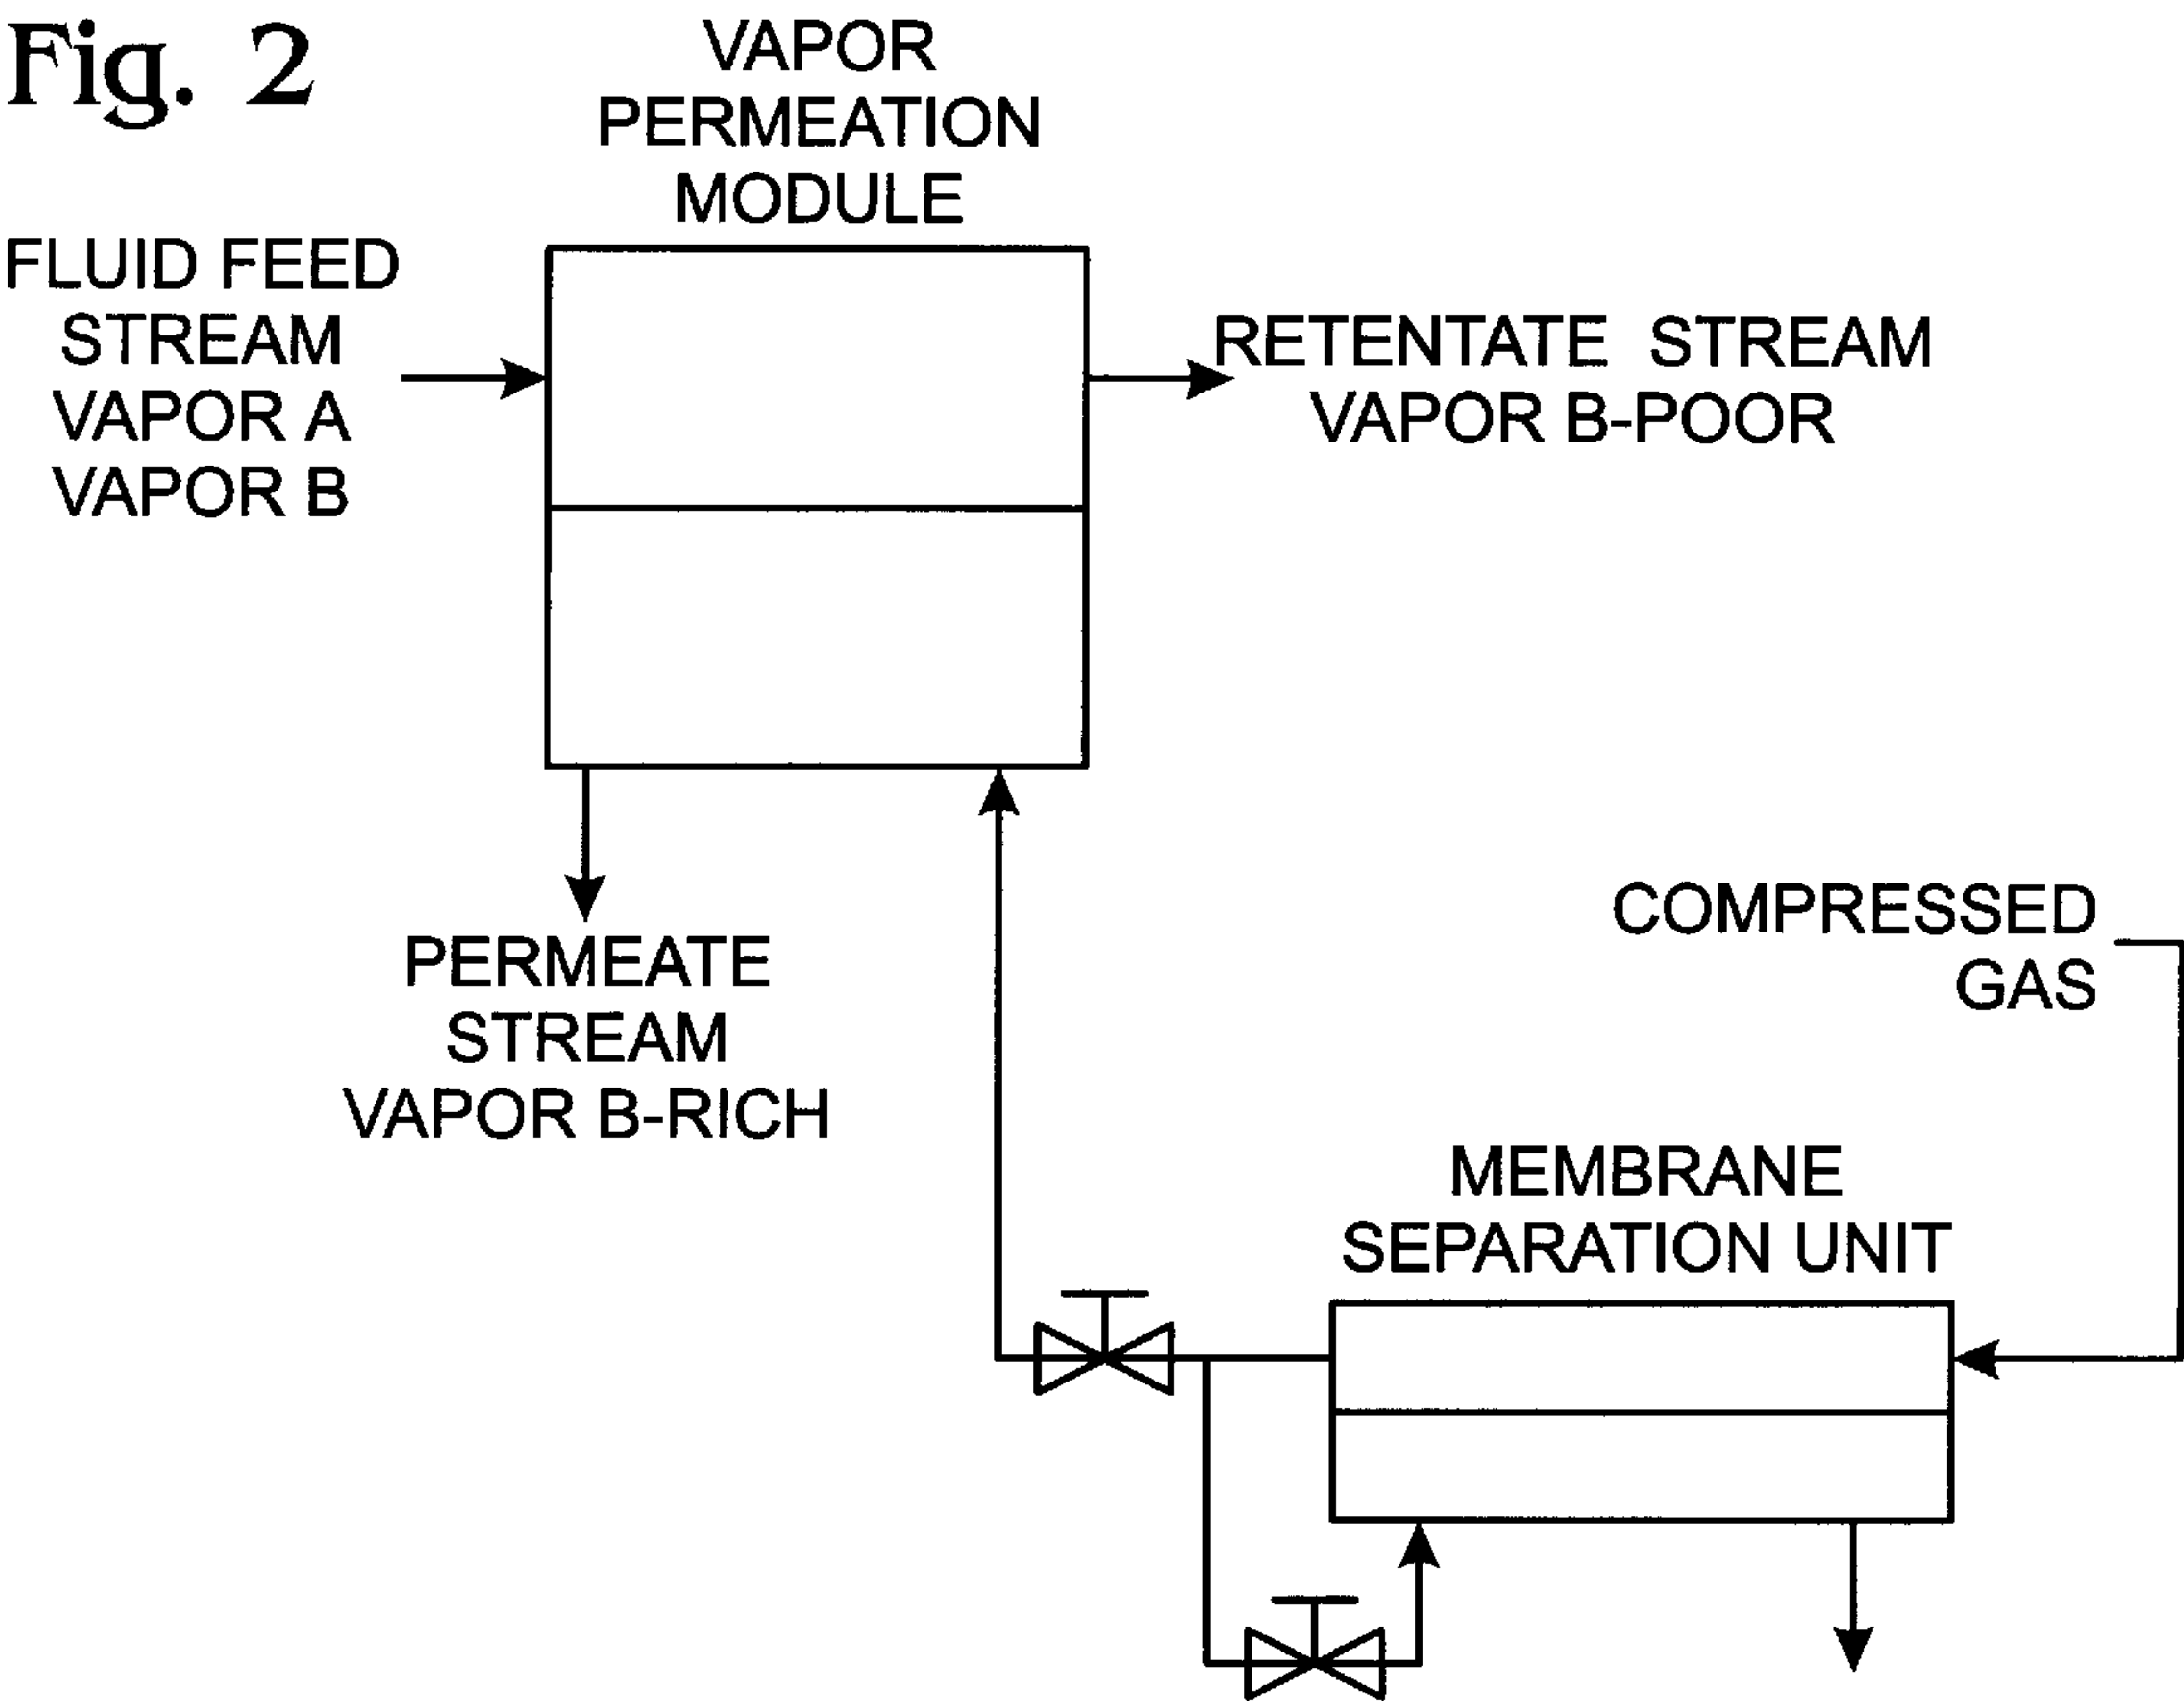 Fig. 2
VAPOR
PERMEATION
MODULE
FLUID FEED
STREAM
VAPOR A
VAPOR B
RETENTATE STREAM
VAPOR B-POOR
PERMEATE
STREAM
VAPOR B-RICH
COMPRESSED
GAS
MEMBRANE
SEPARATION UNIT